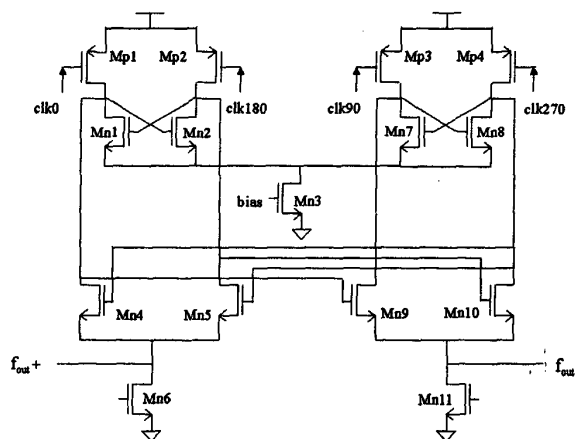 Mp1 Mp2 Mp3 Mp4
clk0 clk180 clk90 clk270
Mn1 Mn2 Mn7 Mn8
bias Mn3
Mn4 Mn5 Mn9 Mn10
fout+ fout
Mn6 Mn11